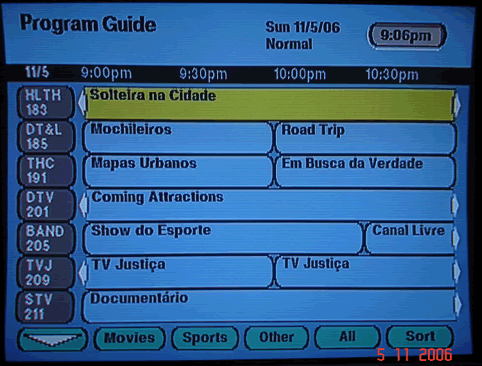 Program Guide
Sun 11/5/06
Normal
9:06pm
11/5 9:00pm 9:30pm 10:00pm 10:30pm
HLTH
183
Solteira na Cidade
DT&L
185
Mochileiros
Road Trip
THC
191
Mapas Urbanos
Em Busca da Verdade
DTV
201
Coming Attractions
BAND
205
Show do Esporte
Canal Livre
TVJ
209
TV Justiça
TV Justiça
STV
211
Documentário
Movies Sports Other All Sort
5 11 2006